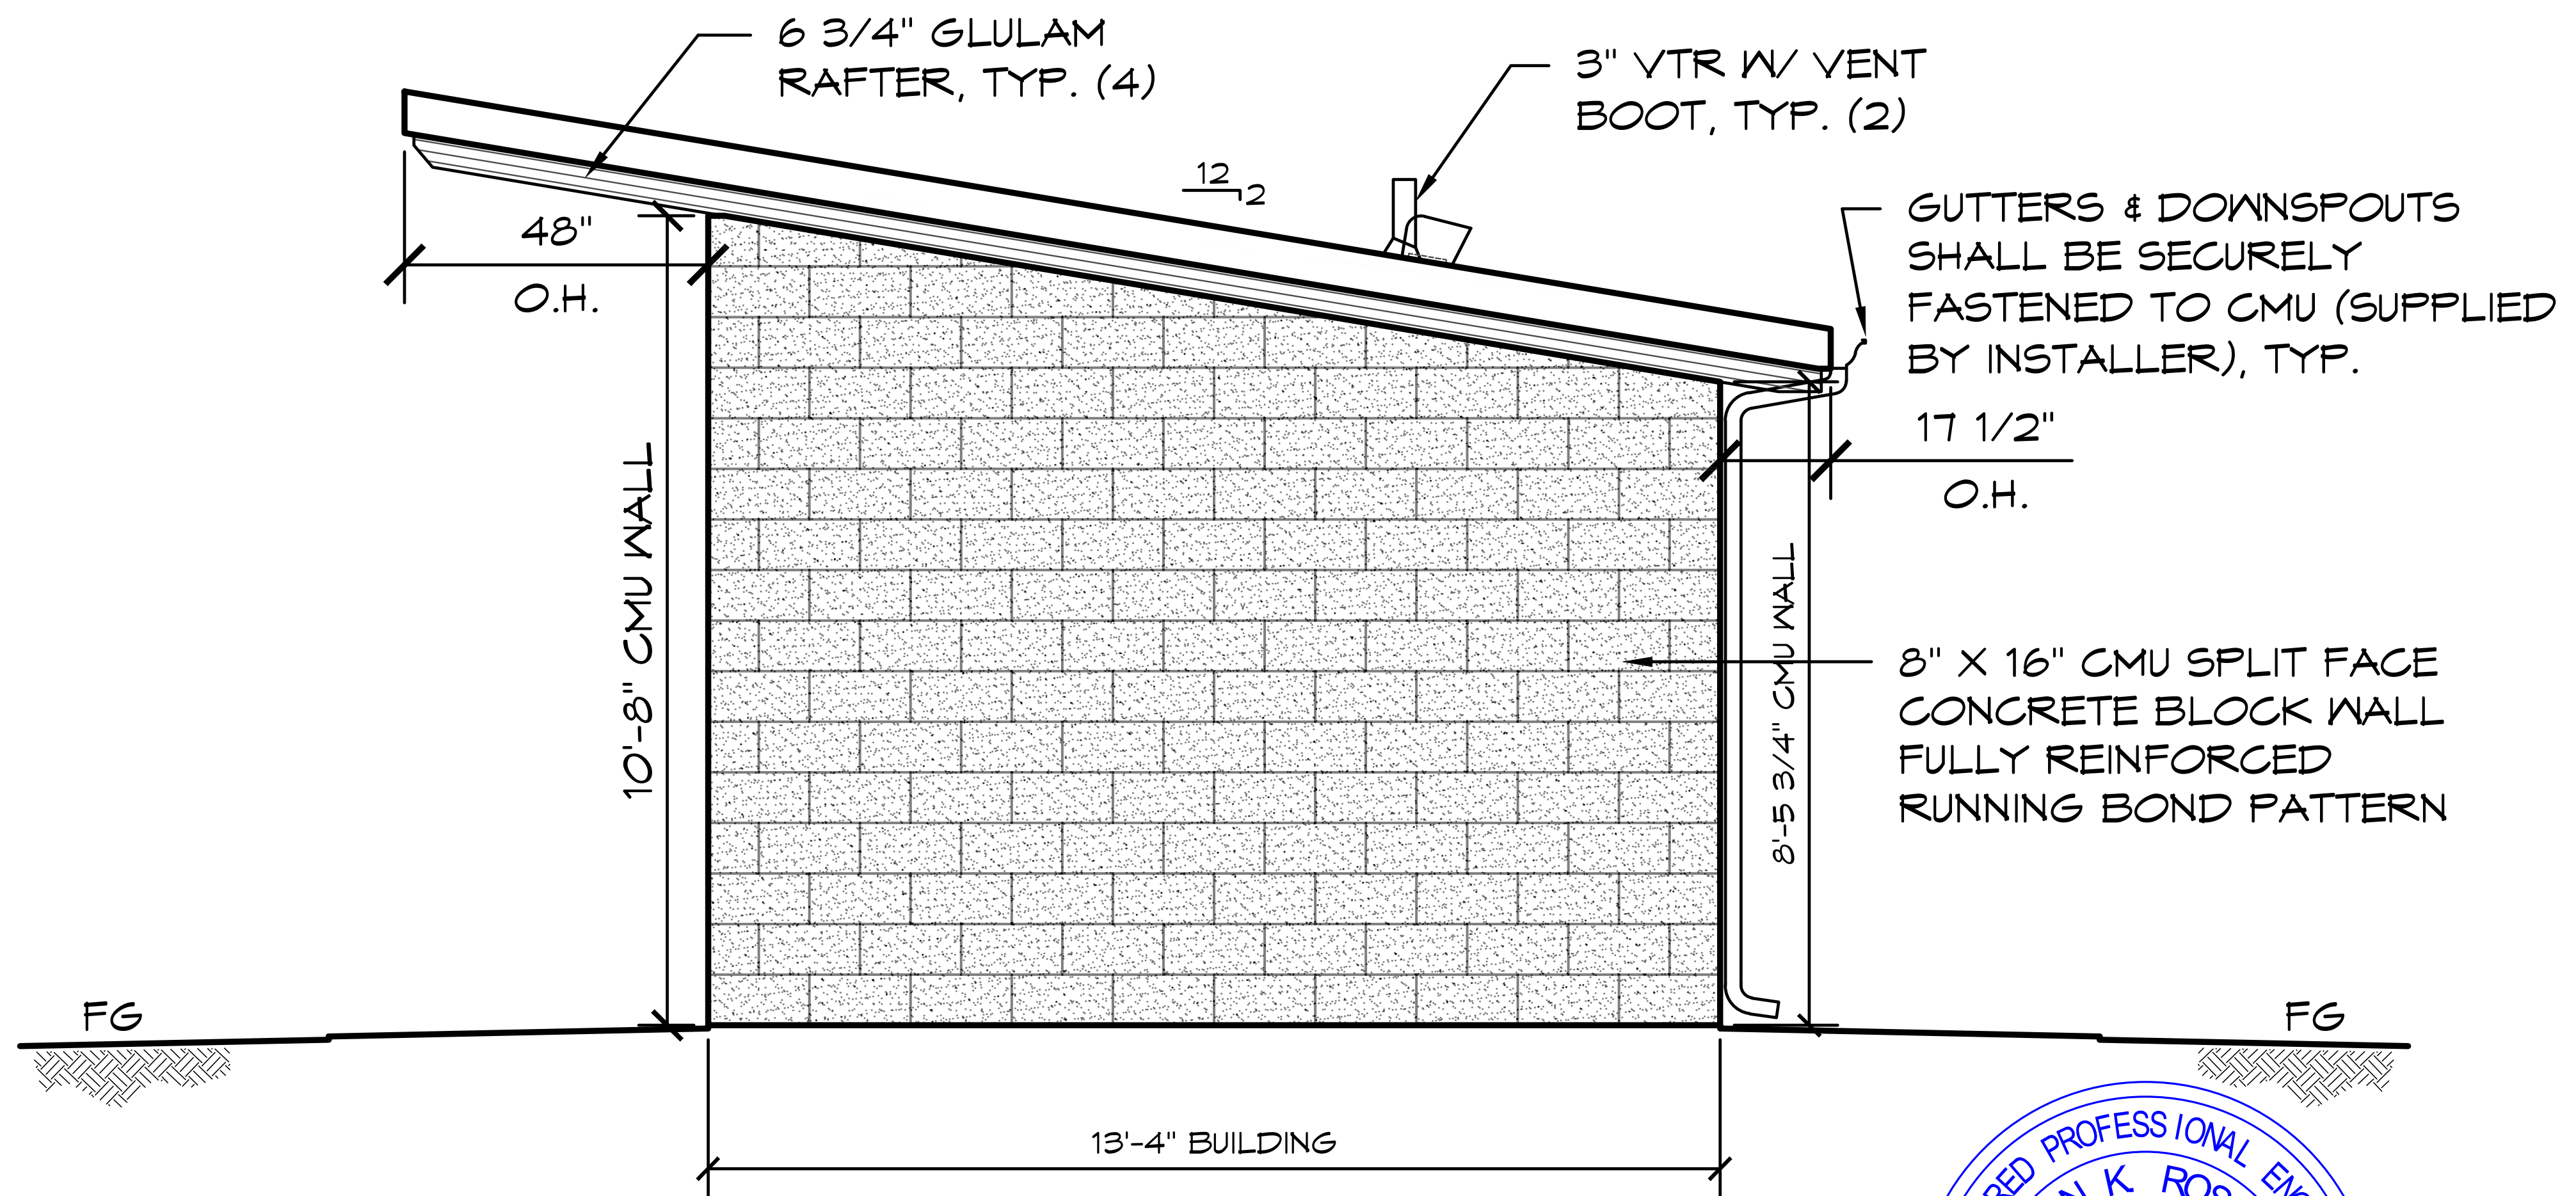 6 3/4" GLULAM
RAFTER, TYP. (4)
3" VTR W/ VENT
BOOT, TYP. (2)
12
2
GUTTERS & DOWNSPOUTS
SHALL BE SECURELY
FASTENED TO CMU (SUPPLIED
BY INSTALLER), TYP.
48"
O.H.
17 1/2"
O.H.
10'-8" CMU WALL
8'-5 3/4" CMU WALL
8" X 16" CMU SPLIT FACE
CONCRETE BLOCK WALL
FULLY REINFORCED
RUNNING BOND PATTERN
FG
FG
13'-4" BUILDING
PROFESSIONAL
K. ROS